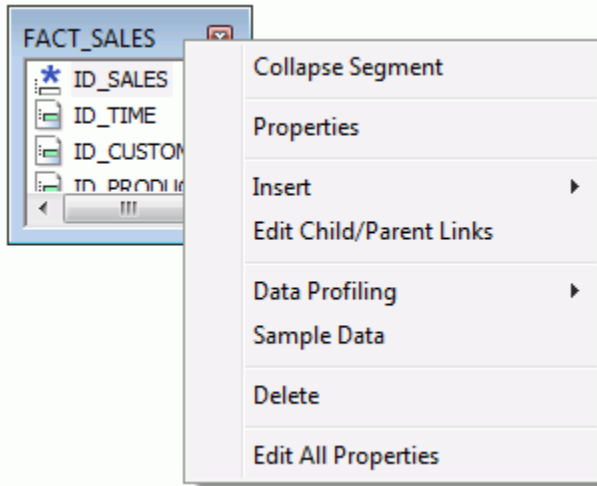 FACT_SALES
ID_SALES
ID_TIME
Collapse Segment
Properties
Insert
Edit Child/Parent Links
Data Profiling
Sample Data
Delete
Edit All Properties